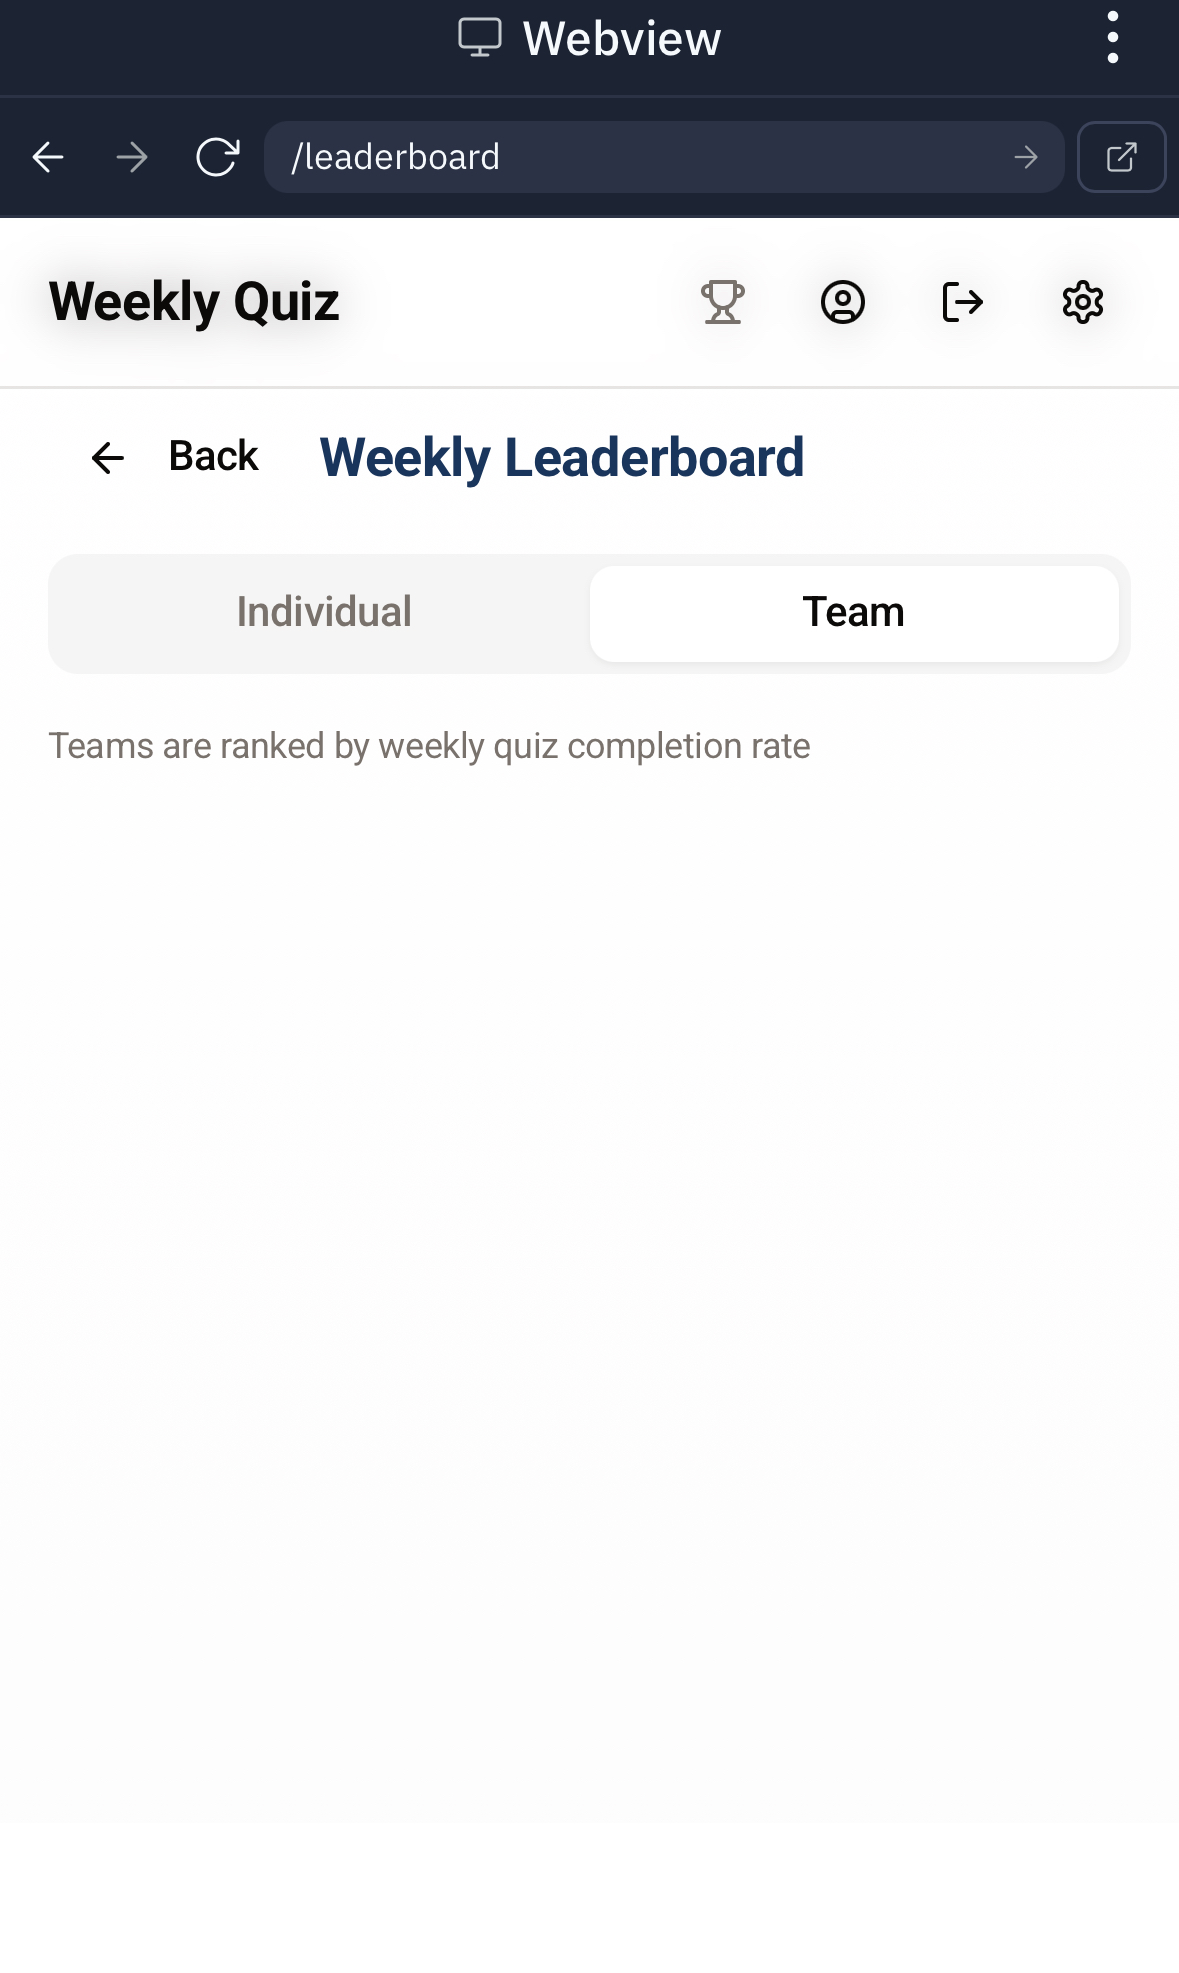 Webview
/leaderboard
Weekly Quiz
Back
Weekly Leaderboard
Individual
Team
Teams are ranked by weekly quiz completion rate